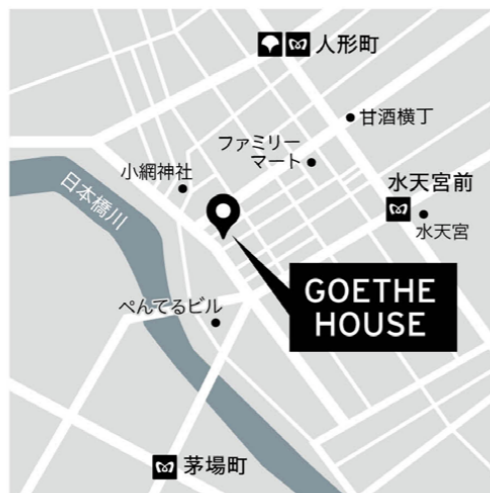 人形町
甘酒横丁
ファミリー
マート
小網神社
水天宮前
水天宮
日本橋川
GOETHE
HOUSE
ぺんてるビル
茅場町